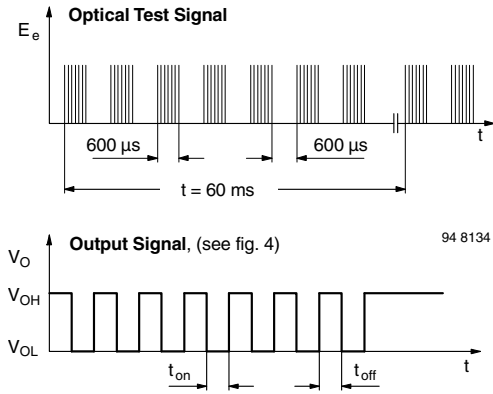 Optical Test Signal
E e
t
600 µs
600 µs
t = 60 ms
Output Signal, (see fig. 4)
94 8134
V O
V OH
V OL
t on
t off
t